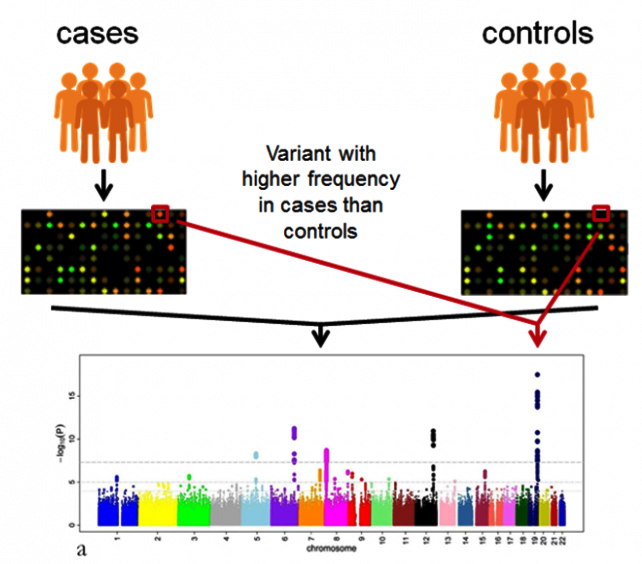 cases
controls
Variant with
higher frequency
in cases than
controls
−log₁₀(P)
15
10
5
0
1 2 3 4 5 6 7 8 9 10 11 12 13 14 15 16 17 18 19 20 21 22
chromosome
a